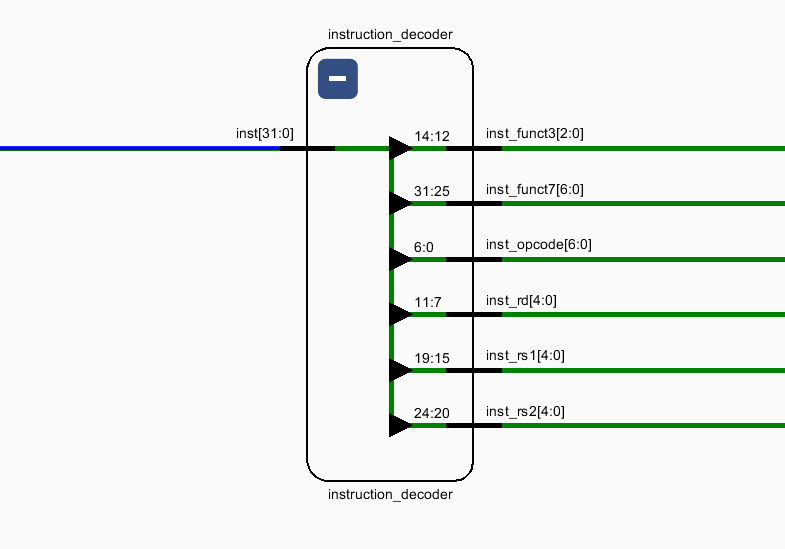 instruction_decoder
inst[31:0]
14:12
inst_funct3[2:0]
31:25
inst_funct7[6:0]
6:0
inst_opcode[6:0]
11:7
inst_rd[4:0]
19:15
inst_rs1[4:0]
24:20
inst_rs2[4:0]
instruction_decoder